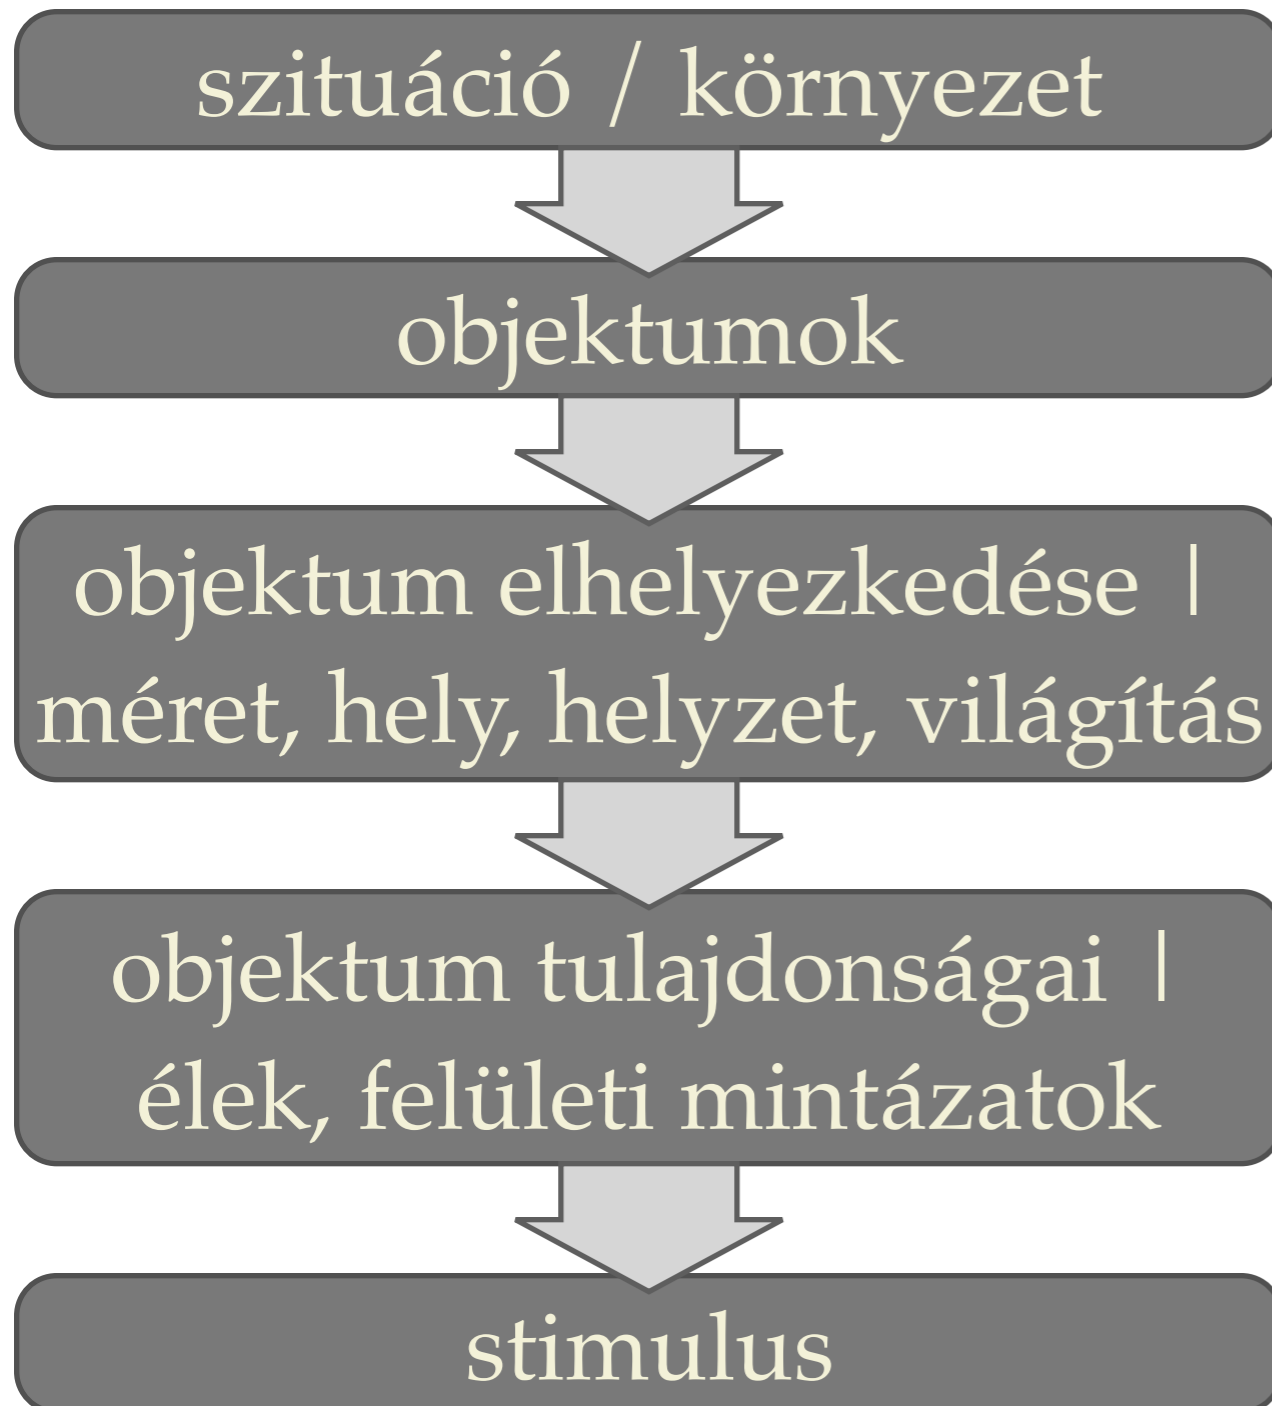 szituáció / környezet
objektumok
objektum elhelyezkedése |
méret, hely, helyzet, világítás
objektum tulajdonságai |
élek, felületi mintázatok
stimulus